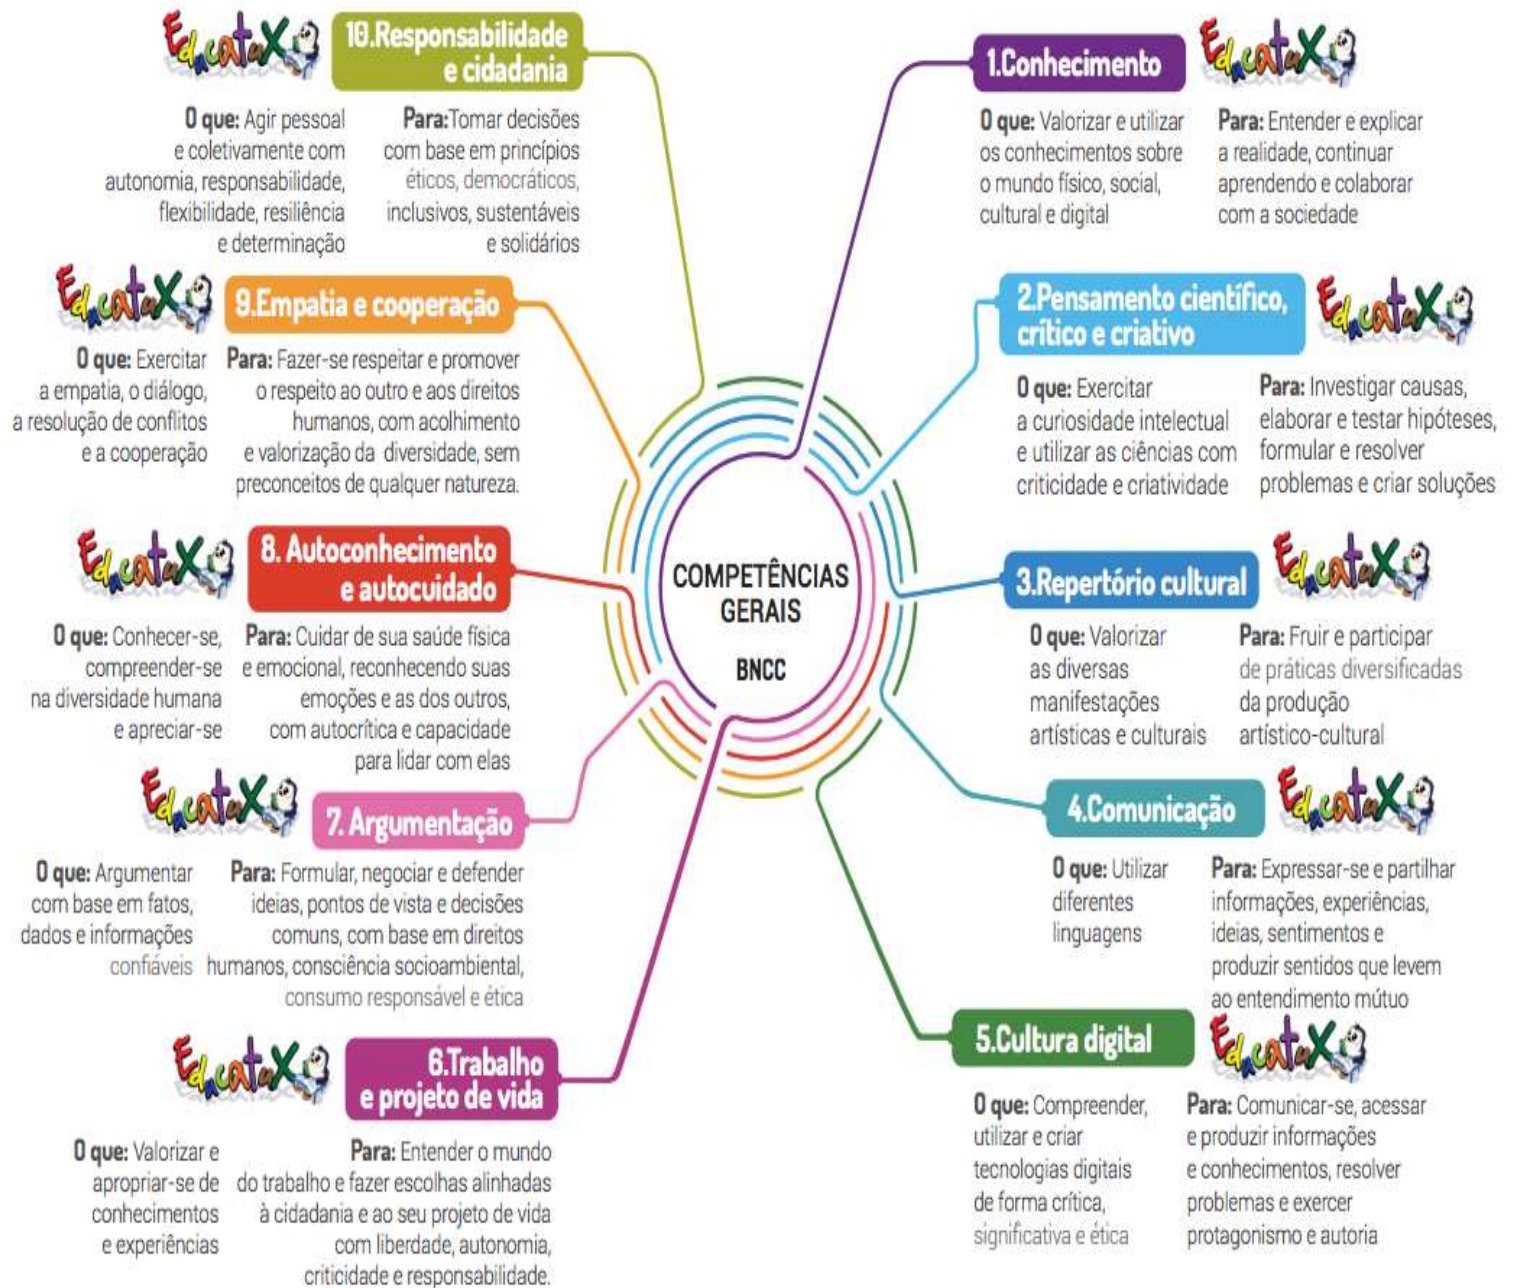 Educatux
10.Responsabilidade
e cidadania
O que: Agir pessoal
e coletivamente com
autonomia, responsabilidade,
flexibilidade, resiliência
e determinação
Para:Tomar decisões
com base em princípios
éticos, democráticos,
inclusivos, sustentáveis
e solidários
Educatux
9.Empatia e cooperação
O que: Exercitar
a empatia, o diálogo,
a resolução de conflitos
e a cooperação
Para: Fazer-se respeitar e promover
o respeito ao outro e aos direitos
humanos, com acolhimento
e valorização da diversidade, sem
preconceitos de qualquer natureza.
Educatux
8. Autoconhecimento
e autocuidado
O que: Conhecer-se,
compreender-se
na diversidade humana
e apreciar-se
Para: Cuidar de sua saúde física
e emocional, reconhecendo suas
emoções e as dos outros,
com autocrítica e capacidade
para lidar com elas
Educatux
7. Argumentação
O que: Argumentar
com base em fatos,
dados e informações
confiáveis
Para: Formular, negociar e defender
ideias, pontos de vista e decisões
comuns, com base em direitos
humanos, consciência socioambiental,
consumo responsável e ética
Educatux
6.Trabalho
e projeto de vida
O que: Valorizar e
apropriar-se de
conhecimentos
e experiências
Para: Entender o mundo
do trabalho e fazer escolhas alinhadas
à cidadania e ao seu projeto de vida
com liberdade, autonomia,
criticidade e responsabilidade.
COMPETÊNCIAS
GERAIS
BNCC
1.Conhecimento
Educatux
O que: Valorizar e utilizar
os conhecimentos sobre
o mundo físico, social,
cultural e digital
Para: Entender e explicar
a realidade, continuar
aprendendo e colaborar
com a sociedade
2.Pensamento científico,
crítico e criativo
Educatux
O que: Exercitar
a curiosidade intelectual
e utilizar as ciências com
criticidade e criatividade
Para: Investigar causas,
elaborar e testar hipóteses,
formular e resolver
problemas e criar soluções
3.Repertório cultural
Educatux
O que: Valorizar
as diversas
manifestações
artísticas e culturais
Para: Fruir e participar
de práticas diversificadas
da produção
artístico-cultural
4.Comunicação
Educatux
O que: Utilizar
diferentes
linguagens
Para: Expressar-se e partilhar
informações, experiências,
ideias, sentimentos e
produzir sentidos que levem
ao entendimento mútuo
5.Cultura digital
Educatux
O que: Compreender,
utilizar e criar
tecnologias digitais
de forma crítica,
significativa e ética
Para: Comunicar-se, acessar
e produzir informações
e conhecimentos, resolver
problemas e exercer
protagonismo e autoria